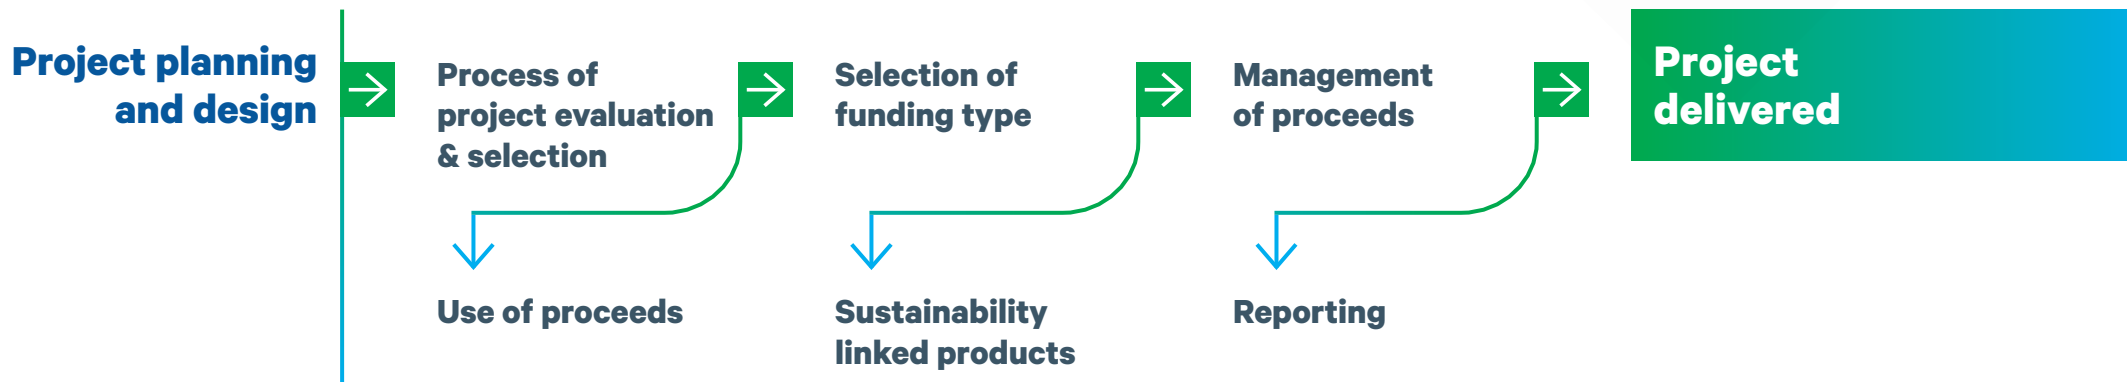 Project planning
and design
Process of
project evaluation
& selection
Use of proceeds
Selection of
funding type
Sustainability
linked products
Management
of proceeds
Reporting
Project
delivered